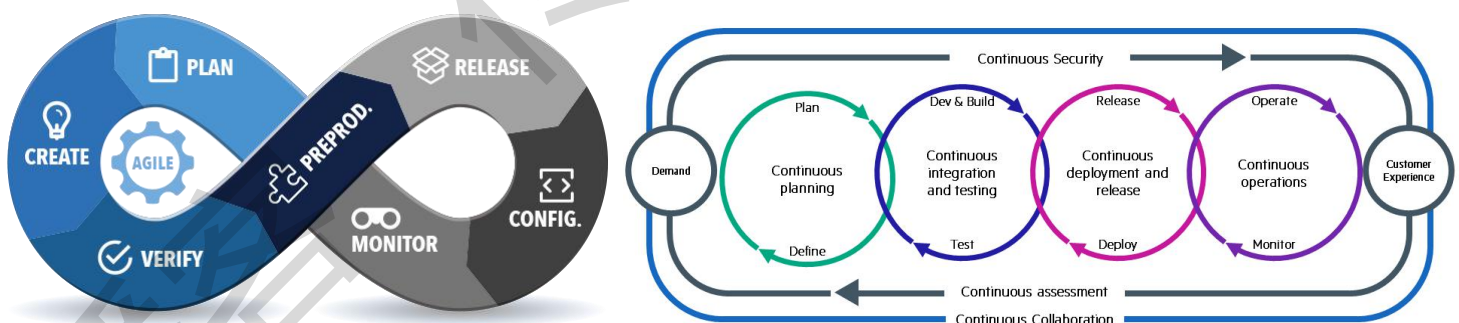 PLAN
CREATE
AGILE
VERIFY
PREPROD.
RELEASE
CONFIG.
MONITOR
Continuous Security
Plan
Dev & Build
Release
Operate
Demand
Continuous
planning
Continuous
integration
and testing
Continuous
deployment and
release
Continuous
operations
Customer
Experience
Define
Test
Deploy
Monitor
Continuous assessment
Continuous Collaboration